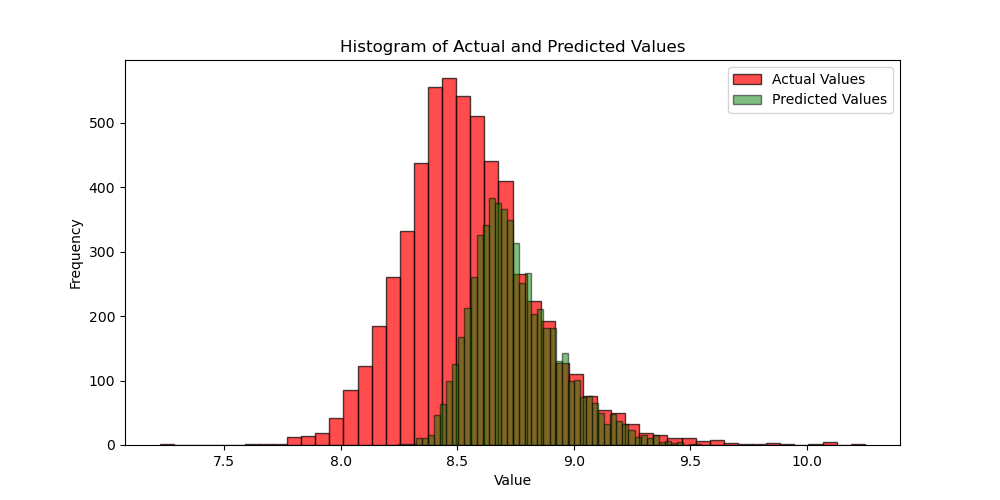 Histogram of Actual and Predicted Values
Actual Values
Predicted Values
Frequency
500
400
300
200
100
0
7.5
8.0
8.5
9.0
9.5
10.0
Value